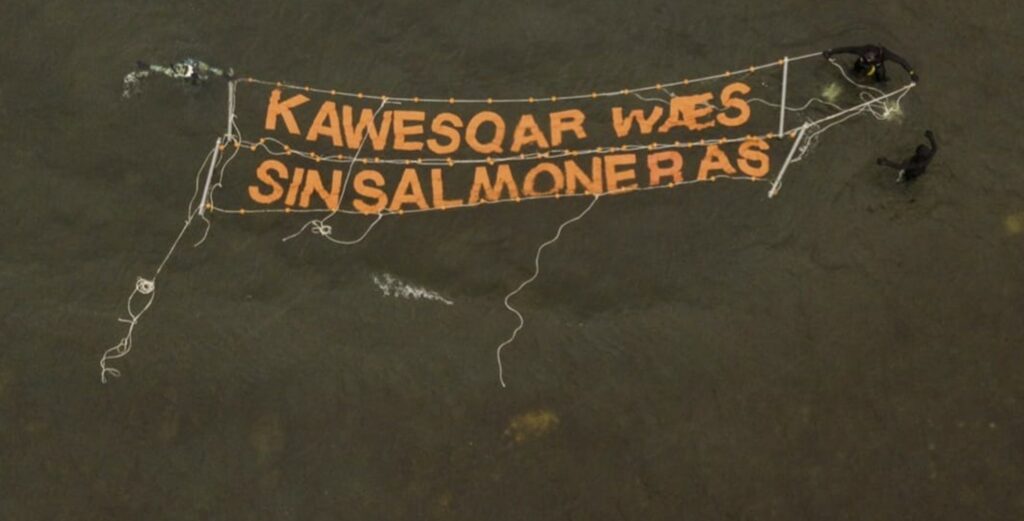 KAWESQAR WÆS
SIN SALMONERAS